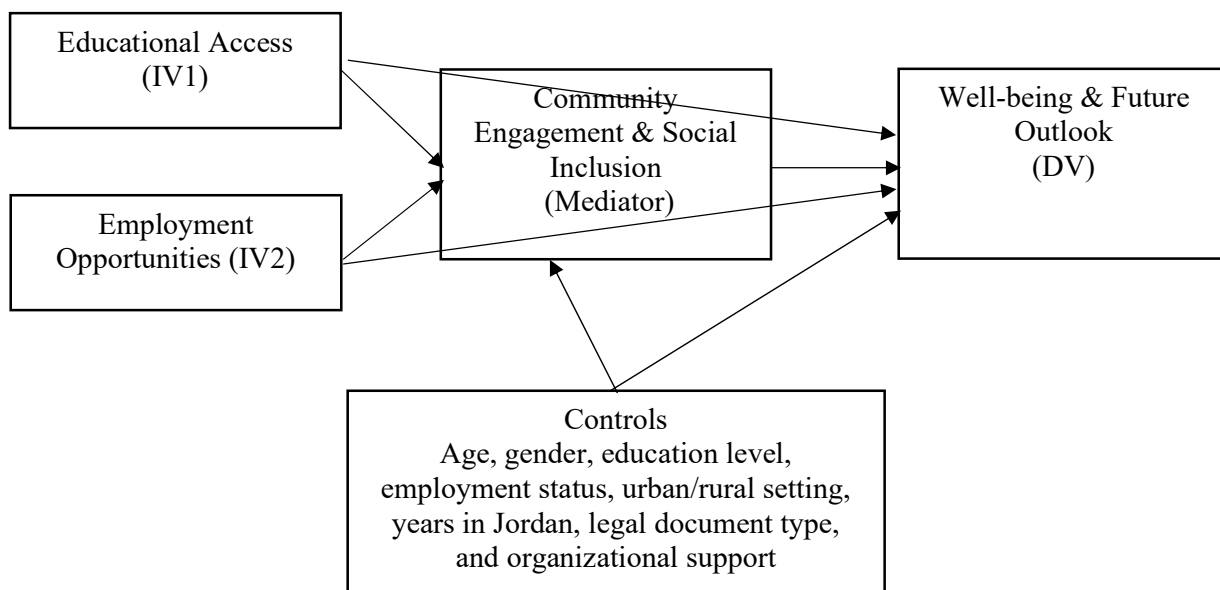 Educational Access
(IV1)
Employment
Opportunities (IV2)
Community
Engagement & Social
Inclusion
(Mediator)
Well-being & Future
Outlook
(DV)
Controls
Age, gender, education level,
employment status, urban/rural setting,
years in Jordan, legal document type,
and organizational support